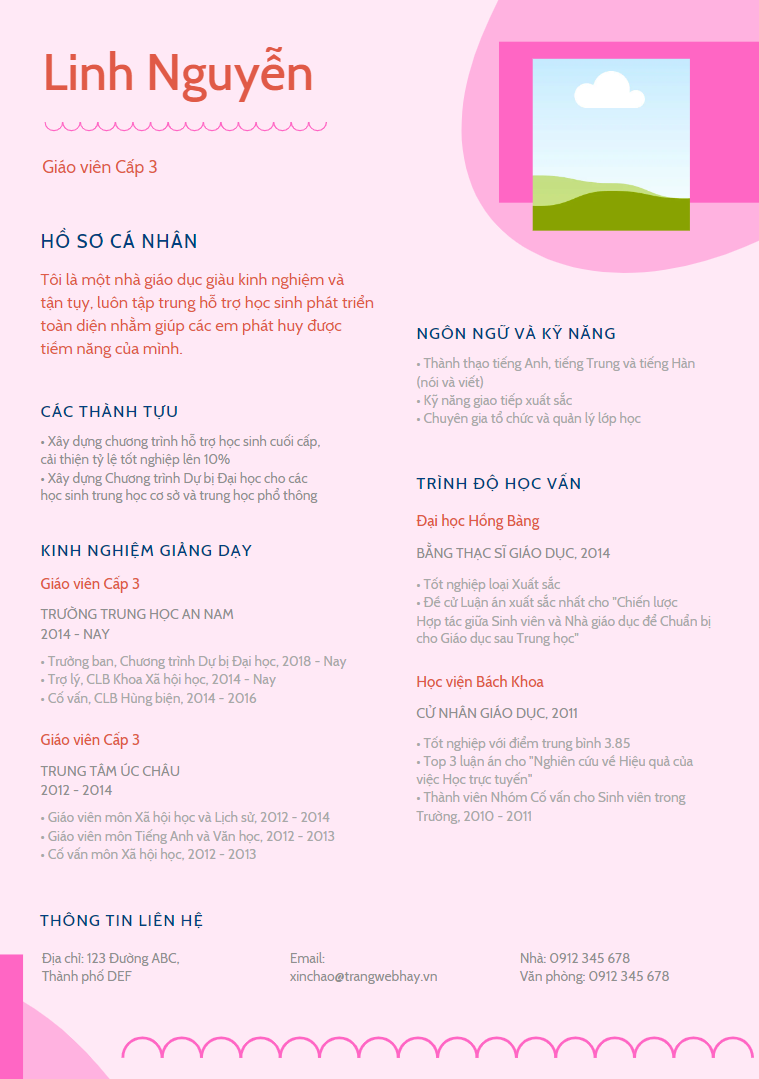 Linh Nguyễn
Giáo viên Cấp 3
HỒ SƠ CÁ NHÂN
Tôi là một nhà giáo dục giàu kinh nghiệm và
tận tụy, luôn tập trung hỗ trợ học sinh phát triển
toàn diện nhằm giúp các em phát huy được
tiềm năng của mình.
CÁC THÀNH TỰU
• Xây dựng chương trình hỗ trợ học sinh cuối cấp,
cải thiện tỷ lệ tốt nghiệp lên 10%
• Xây dựng Chương trình Dự bị Đại học cho các
học sinh trung học cơ sở và trung học phổ thông
KINH NGHIỆM GIẢNG DẠY
Giáo viên Cấp 3
TRƯỜNG TRUNG HỌC AN NAM
2014 - NAY
• Trưởng ban, Chương trình Dự bị Đại học, 2018 - Nay
• Trợ lý, CLB Khoa Xã hội học, 2014 - Nay
• Cố vấn, CLB Hùng biện, 2014 - 2016
Giáo viên Cấp 3
TRUNG TÂM ÚC CHÂU
2012 - 2014
• Giáo viên môn Xã hội học và Lịch sử, 2012 - 2014
• Giáo viên môn Tiếng Anh và Văn học, 2012 - 2013
• Cố vấn môn Xã hội học, 2012 - 2013
NGÔN NGỮ VÀ KỸ NĂNG
• Thành thạo tiếng Anh, tiếng Trung và tiếng Hàn
(nói và viết)
• Kỹ năng giao tiếp xuất sắc
• Chuyên gia tổ chức và quản lý lớp học
TRÌNH ĐỘ HỌC VẤN
Đại học Hồng Bàng
BẰNG THẠC SĨ GIÁO DỤC, 2014
• Tốt nghiệp loại Xuất sắc
• Đề cử Luận án xuất sắc nhất cho "Chiến lược
Hợp tác giữa Sinh viên và Nhà giáo dục để Chuẩn bị
cho Giáo dục sau Trung học"
Học viện Bách Khoa
CỬ NHÂN GIÁO DỤC, 2011
• Tốt nghiệp với điểm trung bình 3.85
• Top 3 luận án cho "Nghiên cứu về Hiệu quả của
việc Học trực tuyến"
• Thành viên Nhóm Cố vấn cho Sinh viên trong
Trường, 2010 - 2011
THÔNG TIN LIÊN HỆ
Địa chỉ: 123 Đường ABC,
Thành phố DEF
Email:
xinchao@trangwebhay.vn
Nhà: 0912 345 678
Văn phòng: 0912 345 678